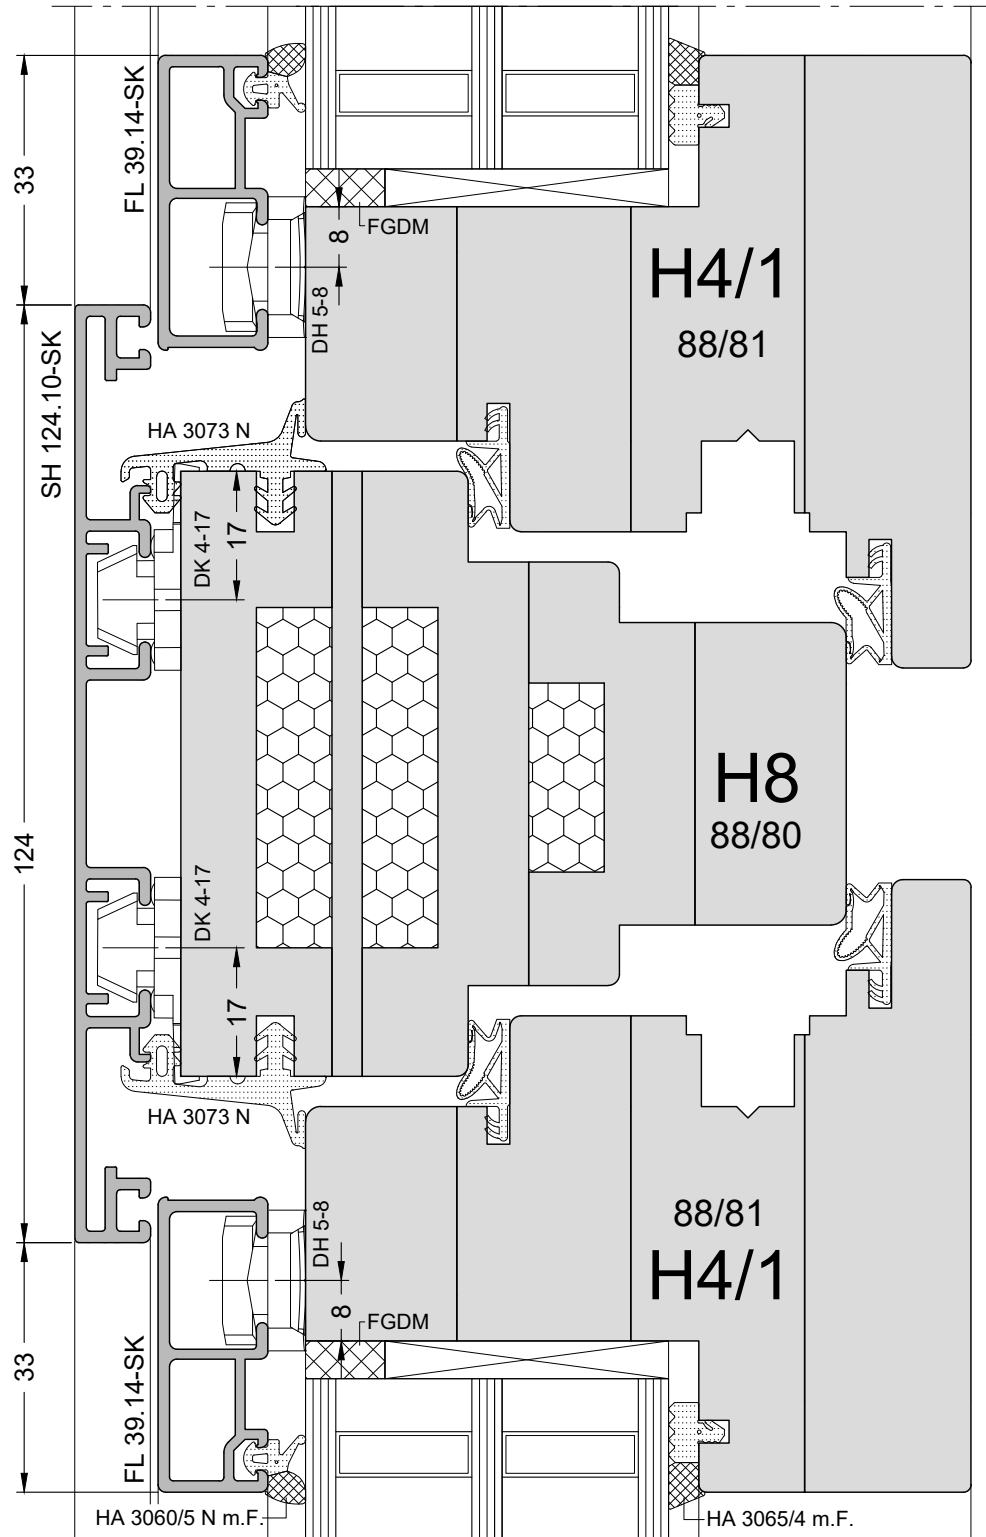 33
FL 39.14-SK
FGDM
8
DH 5-8
H4/1
88/81
SH 124.10-SK
HA 3073 N
DK 4-17
17
124
H8
88/80
DK 4-17
17
HA 3073 N
DH 5-8
88/81
H4/1
8
FGDM
33
FL 39.14-SK
HA 3060/5 N m.F.
HA 3065/4 m.F.